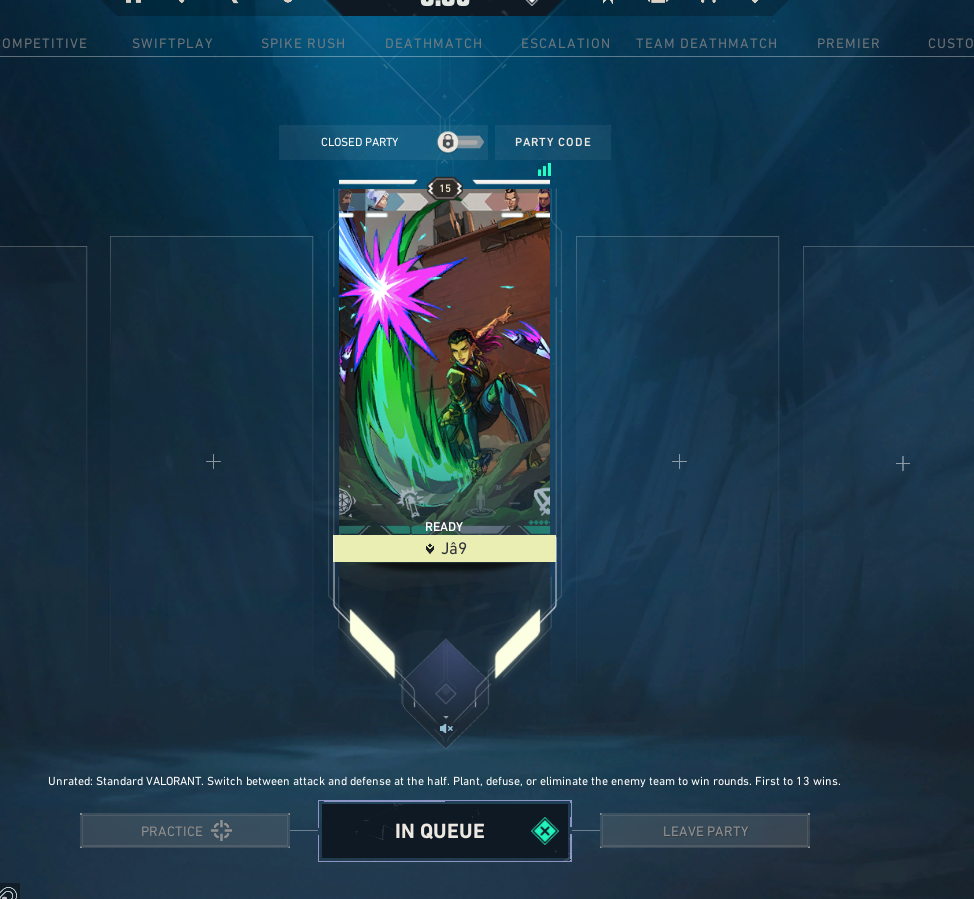 OMPETITIVE SWIFTPLAY SPIKE RUSH DEATHMATCH ESCALATION TEAM DEATHMATCH PREMIER CUSTO
CLOSED PARTY PARTY CODE
15
READY
Jâ9
Unrated: Standard VALORANT. Switch between attack and defense at the half. Plant, defuse, or eliminate the enemy team to win rounds. First to 13 wins.
PRACTICE IN QUEUE LEAVE PARTY